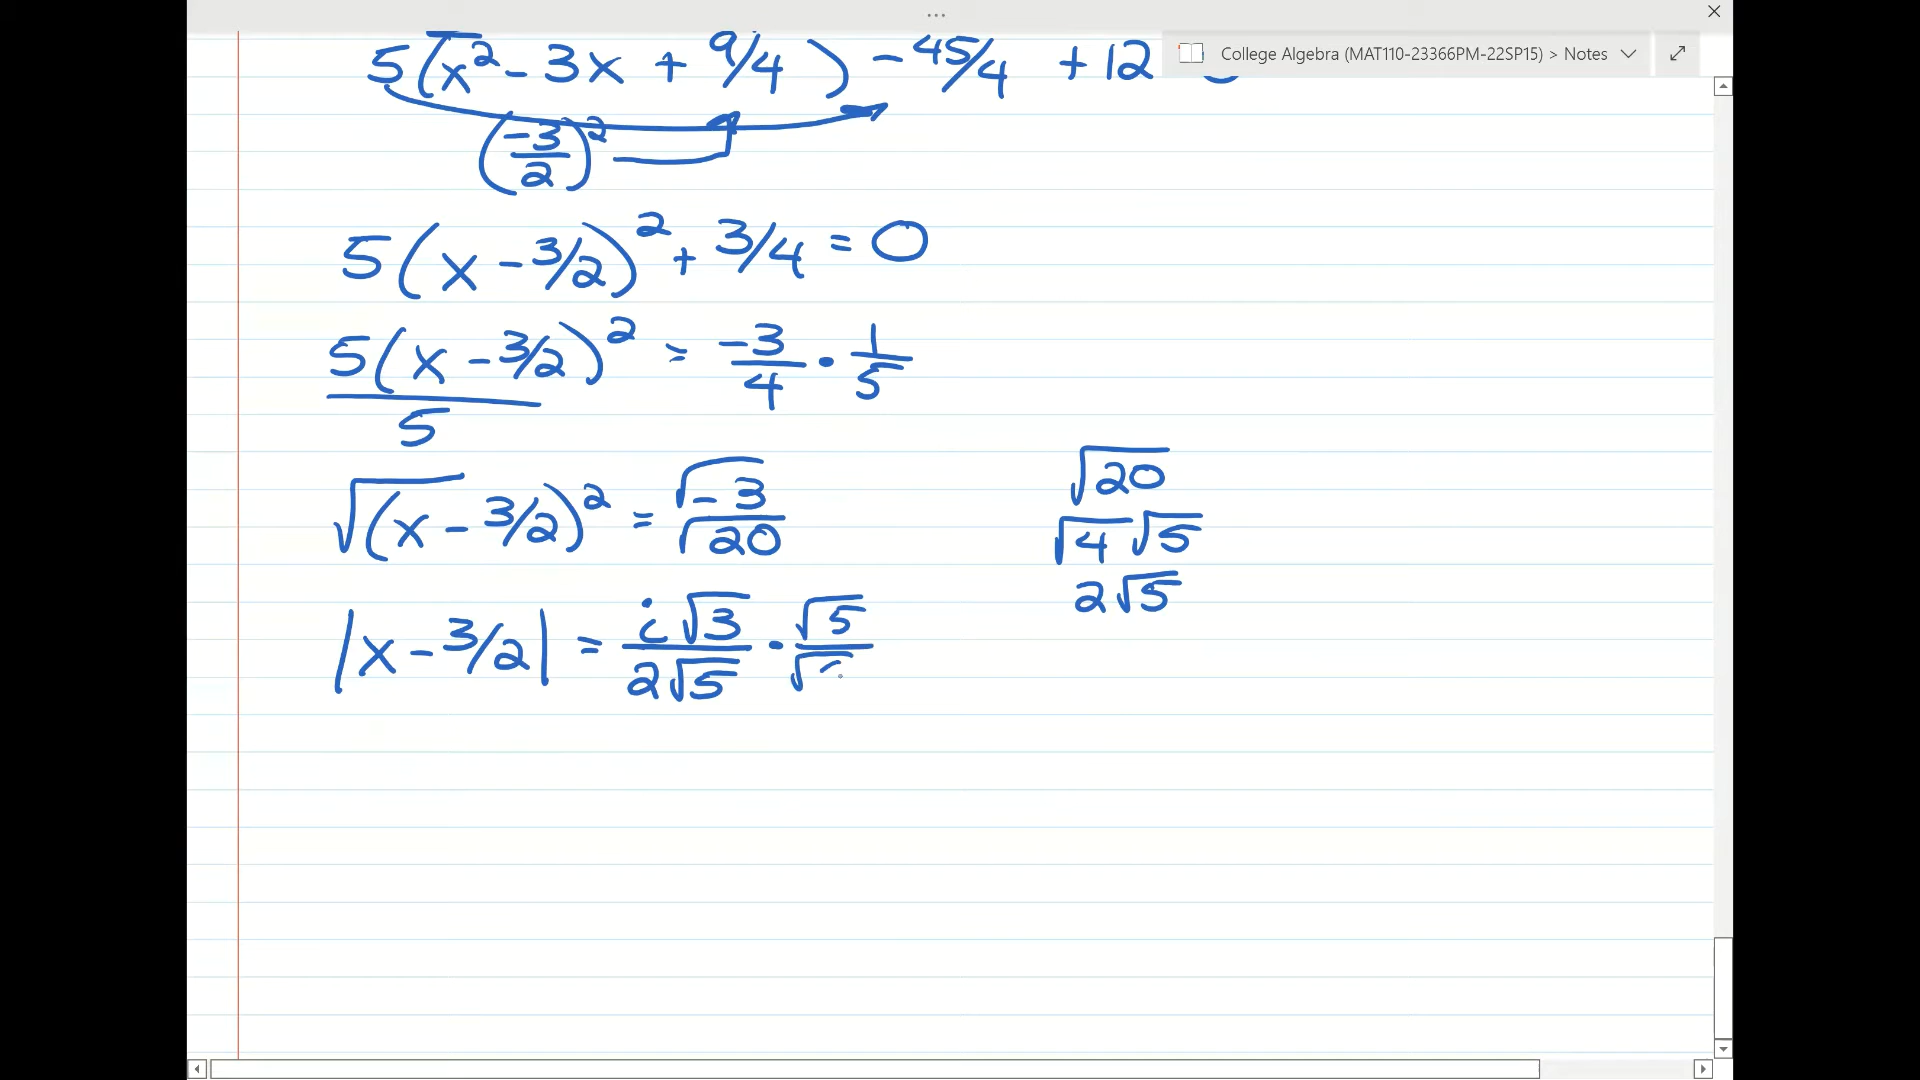 College Algebra (MAT110-23366PM-22SP15) > Notes
5(x² - 3x + 9/4 ) - 45/4 + 12
(-3/2)²
5(x - 3/2)² + 3/4 = 0
5(x - 3/2)²/5 = -3/4 • 1/5
√(x - 3/2)² = √-3/√20
√20
√4 √5
2√5
|x - 3/2| = i√3/2√5 • √5/√